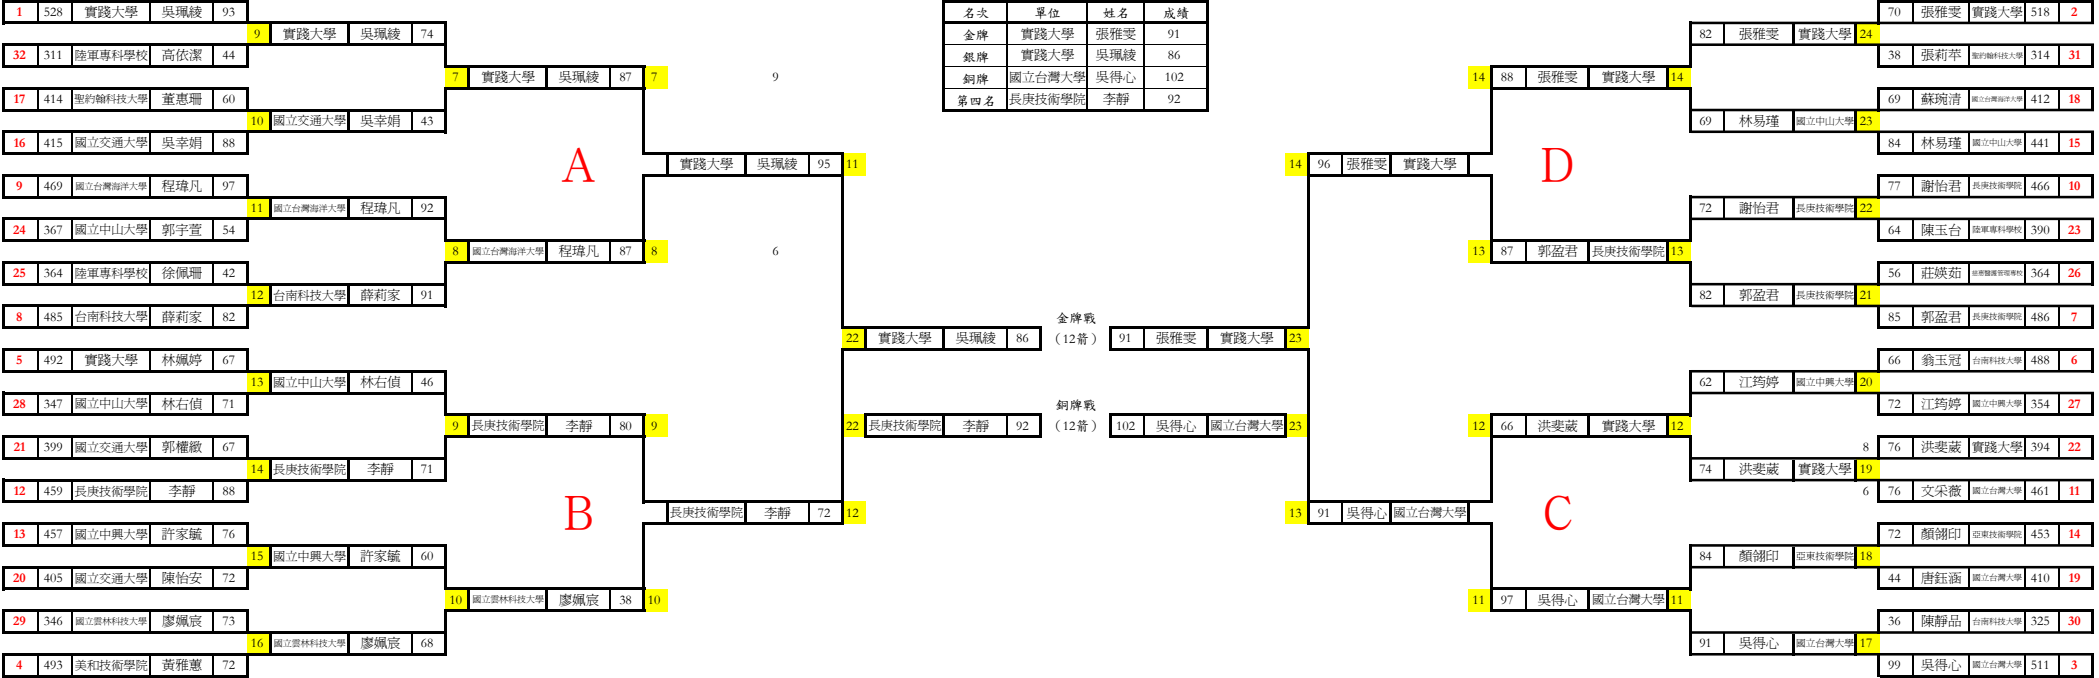 名次 單位 姓名 成績
金牌 實踐大學 張雅雯 91
銀牌 實踐大學 吳珮綾 86
銅牌 國立台灣大學 吳得心 102
第四名 長庚技術學院 李靜 92
1 528 實踐大學 吳珮綾 93
9 實踐大學 吳珮綾 74
32 311 陸軍專科學校 高依潔 44
7 實踐大學 吳珮綾 87 7
9
17 414 聖約翰科技大學 董惠珊 60
10 國立交通大學 吳幸娟 43
16 415 國立交通大學 吳幸娟 88
A
實踐大學 吳珮綾 95 11
9 469 國立台灣海洋大學 程瑋凡 97
11 國立台灣海洋大學 程瑋凡 92
24 367 國立中山大學 郭宇萱 54
8 國立台灣海洋大學 程瑋凡 87 8
6
25 364 陸軍專科學校 徐佩珊 42
12 台南科技大學 薛莉家 91
8 485 台南科技大學 薛莉家 82
22 實踐大學 吳珮綾 86
金牌戰
(12箭)
91 張雅雯 實踐大學 23
5 492 實踐大學 林姵婷 67
13 國立中山大學 林右偵 46
28 347 國立中山大學 林右偵 71
9 長庚技術學院 李靜 80 9
22 長庚技術學院 李靜 92
銅牌戰
(12箭)
102 吳得心 國立台灣大學 23
21 399 國立交通大學 郭權緻 67
14 長庚技術學院 李靜 71
12 459 長庚技術學院 李靜 88
B
長庚技術學院 李靜 72 12
13 457 國立中興大學 許家毓 76
15 國立中興大學 許家毓 60
20 405 國立交通大學 陳怡安 72
10 國立雲林科技大學 廖姵宸 38 10
29 346 國立雲林科技大學 廖姵宸 73
16 國立雲林科技大學 廖姵宸 68
4 493 美和技術學院 黃雅蕙 72
70 張雅雯 實踐大學 518 2
82 張雅雯 實踐大學 24
38 張莉苹 聖約翰科技大學 314 31
14 88 張雅雯 實踐大學 14
69 蘇琬清 國立台灣海洋大學 412 18
69 林易瑾 國立中山大學 23
84 林易瑾 國立中山大學 441 15
14 96 張雅雯 實踐大學
D
77 謝怡君 長庚技術學院 466 10
72 謝怡君 長庚技術學院 22
64 陳玉台 陸軍專科學校 390 23
13 87 郭盈君 長庚技術學院 13
56 莊媖茹 慈惠醫護管理專校 364 26
82 郭盈君 長庚技術學院 21
85 郭盈君 長庚技術學院 486 7
66 翁玉冠 台南科技大學 488 6
62 江筠婷 國立中興大學 20
72 江筠婷 國立中興大學 354 27
12 66 洪斐葳 實踐大學 12
8 76 洪斐葳 實踐大學 394 22
74 洪斐葳 實踐大學 19
6 76 文采薇 國立台灣大學 461 11
13 91 吳得心 國立台灣大學
C
72 顏翎印 亞東技術學院 453 14
84 顏翎印 亞東技術學院 18
44 唐鈺涵 國立台灣大學 410 19
11 97 吳得心 國立台灣大學 11
36 陳靜品 台南科技大學 325 30
91 吳得心 國立台灣大學 17
99 吳得心 國立台灣大學 511 3